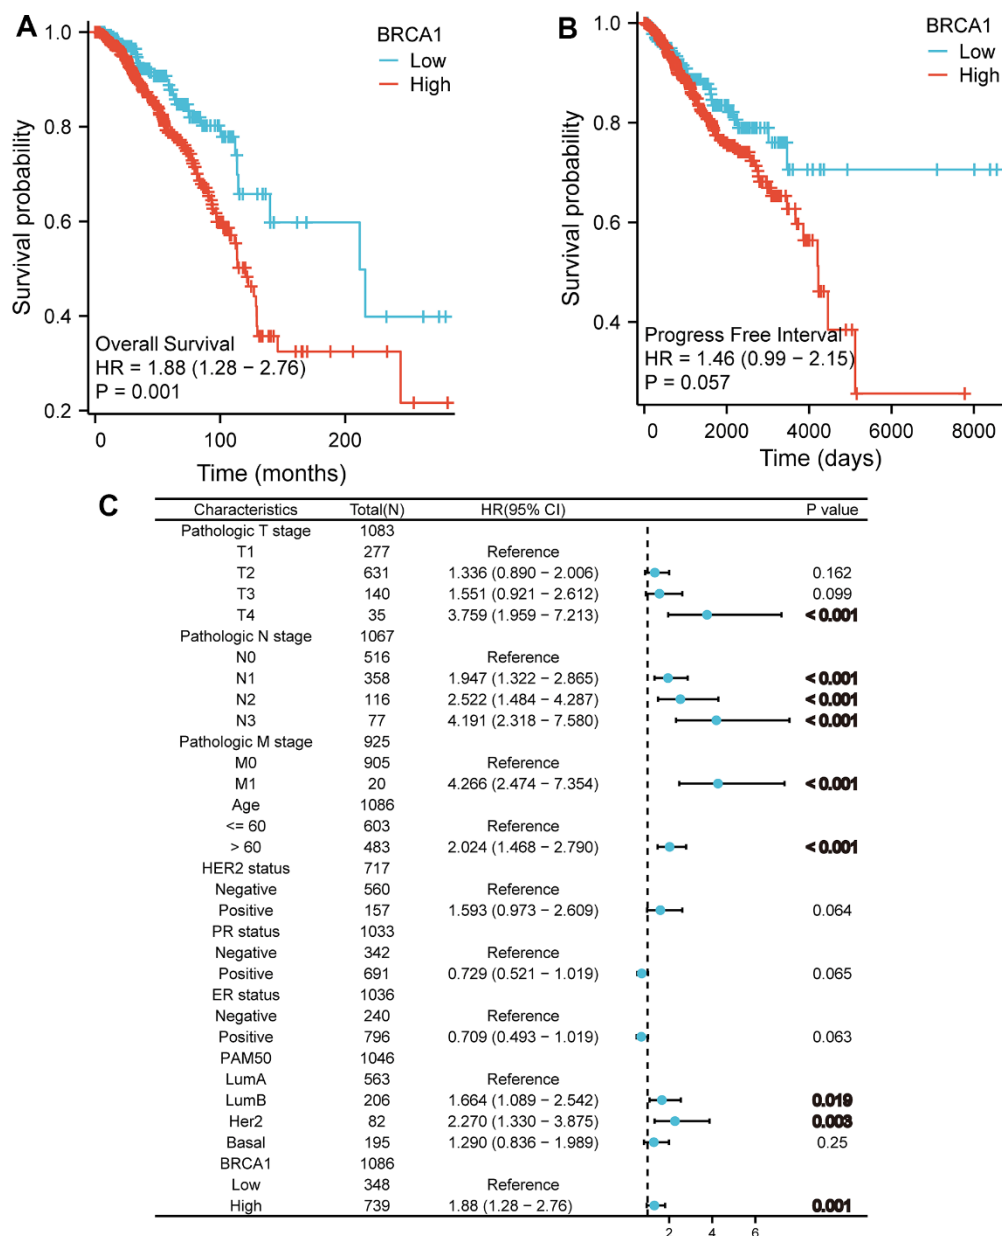 A
BRCA1
Low
High
1.0
0.8
0.6
0.4
0.2
Survival probability
Overall Survival
HR = 1.88 (1.28 − 2.76)
P = 0.001
0 100 200
Time (months)
B
BRCA1
Low
High
1.0
0.8
0.6
0.4
Survival probability
Progress Free Interval
HR = 1.46 (0.99 − 2.15)
P = 0.057
0 2000 4000 6000 8000
Time (days)
C
Characteristics Total(N) HR(95% CI) P value
Pathologic T stage 1083
T1 277 Reference
T2 631 1.336 (0.890 − 2.006) 0.162
T3 140 1.551 (0.921 − 2.612) 0.099
T4 35 3.759 (1.959 − 7.213) < 0.001
Pathologic N stage 1067
N0 516 Reference
N1 358 1.947 (1.322 − 2.865) < 0.001
N2 116 2.522 (1.484 − 4.287) < 0.001
N3 77 4.191 (2.318 − 7.580) < 0.001
Pathologic M stage 925
M0 905 Reference
M1 20 4.266 (2.474 − 7.354) < 0.001
Age 1086
<= 60 603 Reference
> 60 483 2.024 (1.468 − 2.790) < 0.001
HER2 status 717
Negative 560 Reference
Positive 157 1.593 (0.973 − 2.609) 0.064
PR status 1033
Negative 342 Reference
Positive 691 0.729 (0.521 − 1.019) 0.065
ER status 1036
Negative 240 Reference
Positive 796 0.709 (0.493 − 1.019) 0.063
PAM50 1046
LumA 563 Reference
LumB 206 1.664 (1.089 − 2.542) 0.019
Her2 82 2.270 (1.330 − 3.875) 0.003
Basal 195 1.290 (0.836 − 1.989) 0.25
BRCA1 1086
Low 348 Reference
High 739 1.88 (1.28 − 2.76) 0.001
2 4 6